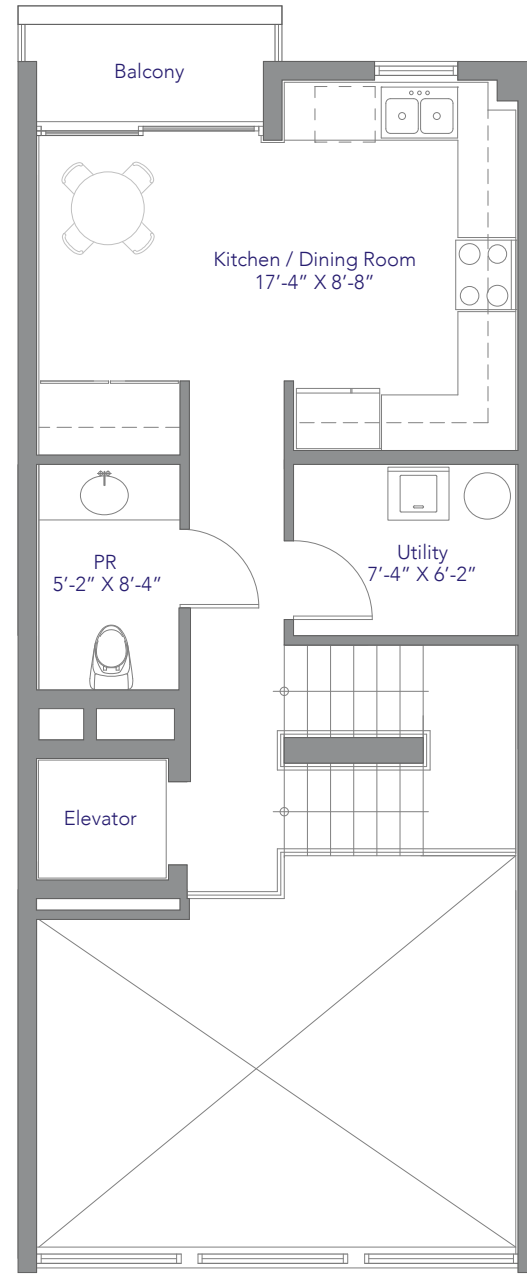 Balcony
Kitchen / Dining Room
17’-4” X 8’-8”
PR
5’-2” X 8’-4”
Utility
7’-4” X 6’-2”
Elevator